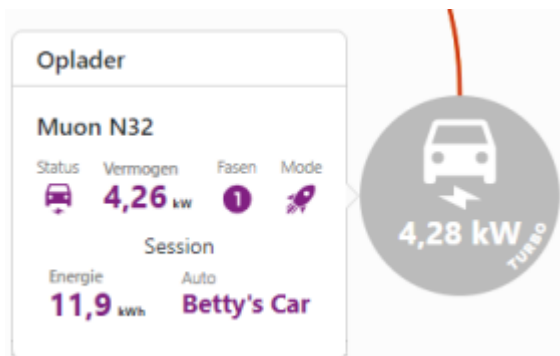 Oplader
Muon N32
Status Vermogen Fasen Mode
4,26 kW 1
Session
Energie Auto
11,9 kWh Betty's Car
4,28 kW
TURBO